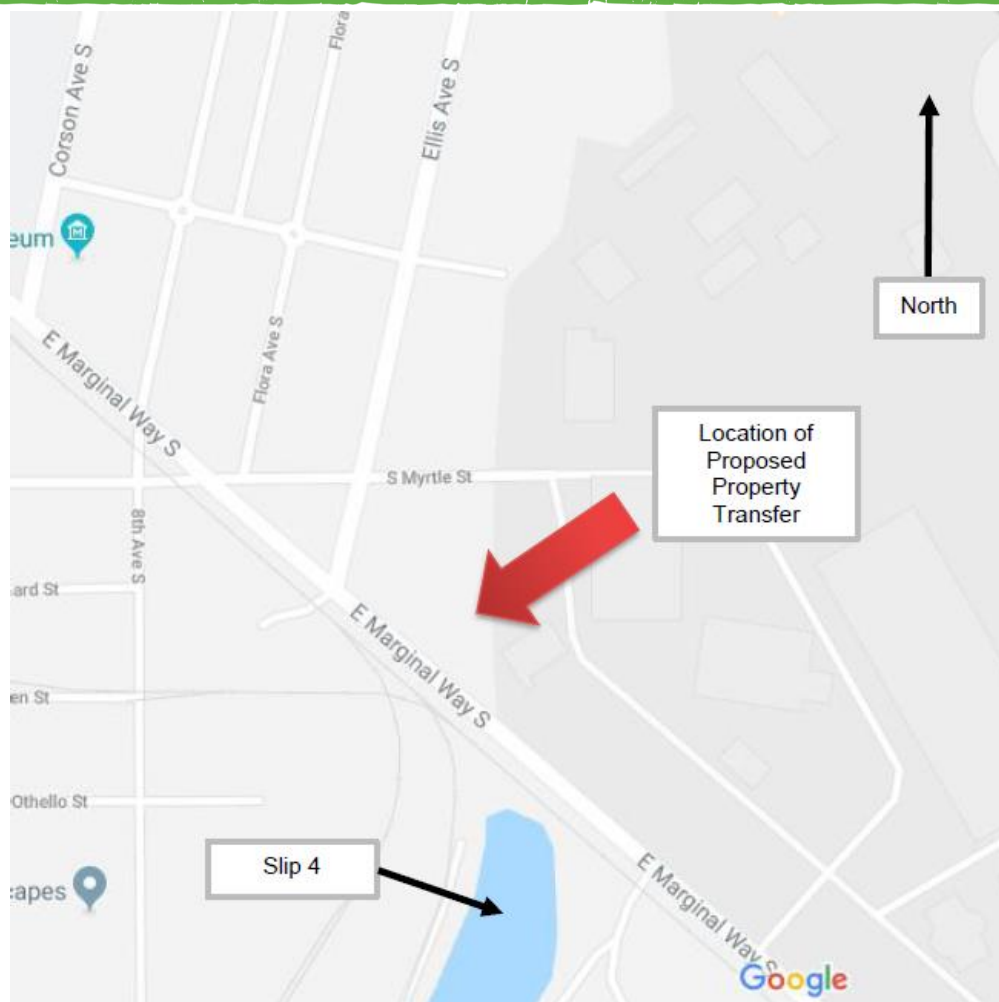 Flora
Corson Ave S
Ellis Ave S
eum
North
E Marginal Way S
Flora Ave S
Location of
Proposed
Property
Transfer
S Myrtle St
8th Ave S
ard St
E Marginal Way S
en St
Othello St
Slip 4
capes
E Marginal Way S
Google